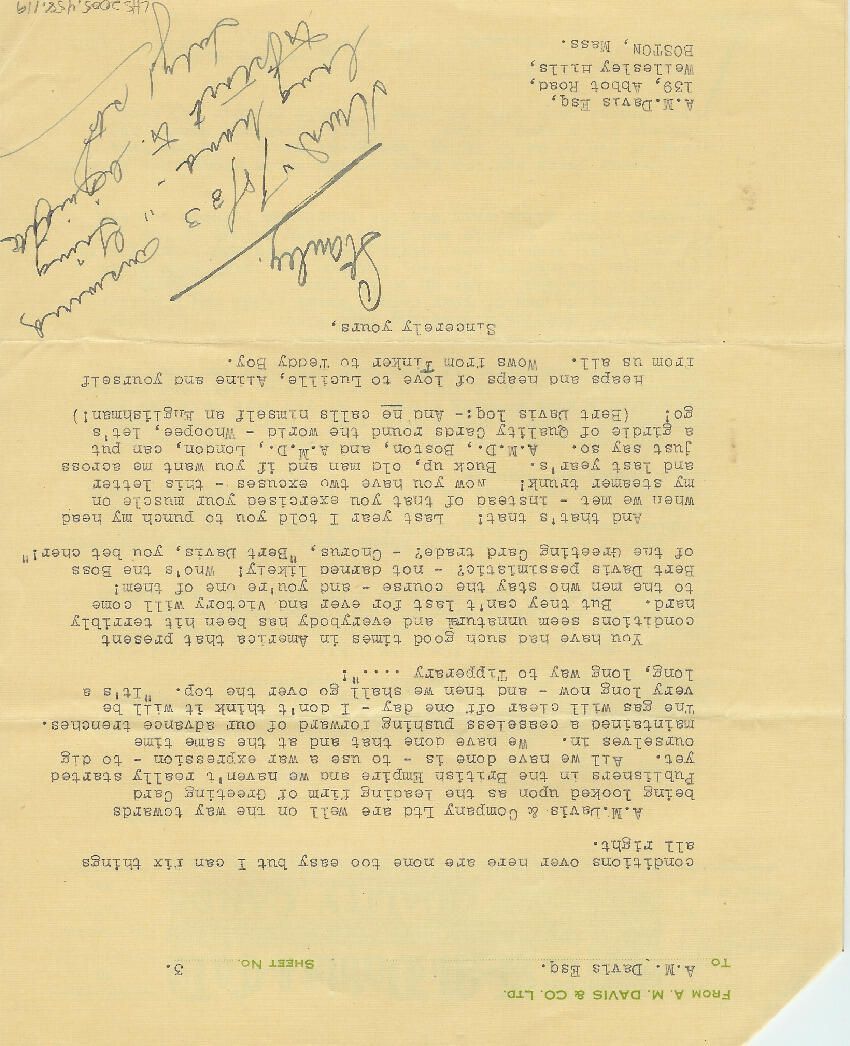 FROM A. M. DAVIS & CO. LTD.
TO A.M. Davis Esq. SHEET NO. 3.
conditions over here are none too easy but I can fix things
all right.
A.M.Davis & Company Ltd are well on the way towards
being looked upon as the leading firm of Greeting Card
Publishers in the British Empire and we haven't really started
yet. All we have done is - to use a war expression - to dig
ourselves in. We have done that and at the same time
maintained a ceaseless pushing forward of our advance trenches.
The gas will clear off one day - I don't think it will be
very long now - and then we shall go over the top. "It's a
long, long way to Tipperary ....";
You have had such good times in America that present
conditions seem unnatural and everybody has been hit terribly
hard. But they can't last for ever and victory will come
to the men who stay the course - and you're one of them!
Bert Davis pessimistic? - not darned likely! Who's the Boss
of the Greeting Card trade? - Chorus, "Bert Davis, you bet cher!"
And that's that! Last year I told you to punch my head
when we met - instead of that you exercised your muscle on
my steamer trunk! Now you have two excuses - this letter
and last year's. Buck up, old man and if you want me across
just say so. A.M.D., Boston, and A.M.D., London, can put
a girdle of Quality Cards round the world - Whoopee, let's
go! (Bert Davis log:- And he calls himself an Englishman!)
Heaps and heaps of love to Lucille, Aline and yourself
from us all. Wows from Tinker to Teddy Boy.
Sincerely yours,
Stanley.
A.M.Davis Esq,
139, Abbot Road,
Wellesley Hills,
BOSTON, Mass.
LHS 2005.458.119